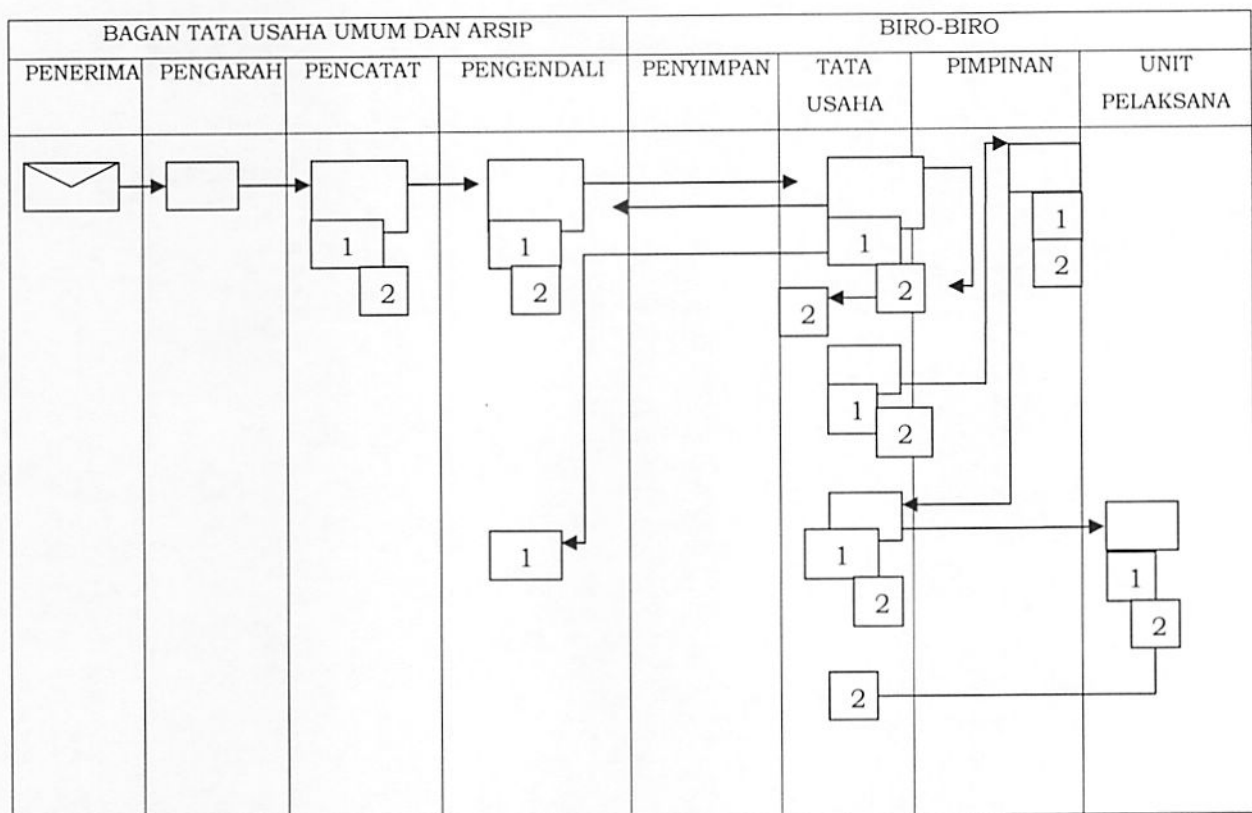 BAGAN TATA USAHA UMUM DAN ARSIP
BIRO-BIRO
PENERIMA
PENGARAH
PENCATAT
PENGENDALI
PENYIMPAN
TATA
USAHA
PIMPINAN
UNIT
PELAKSANA
1
2
1
2
1
2
2
1
2
1
2
1
1
2
1
2
2